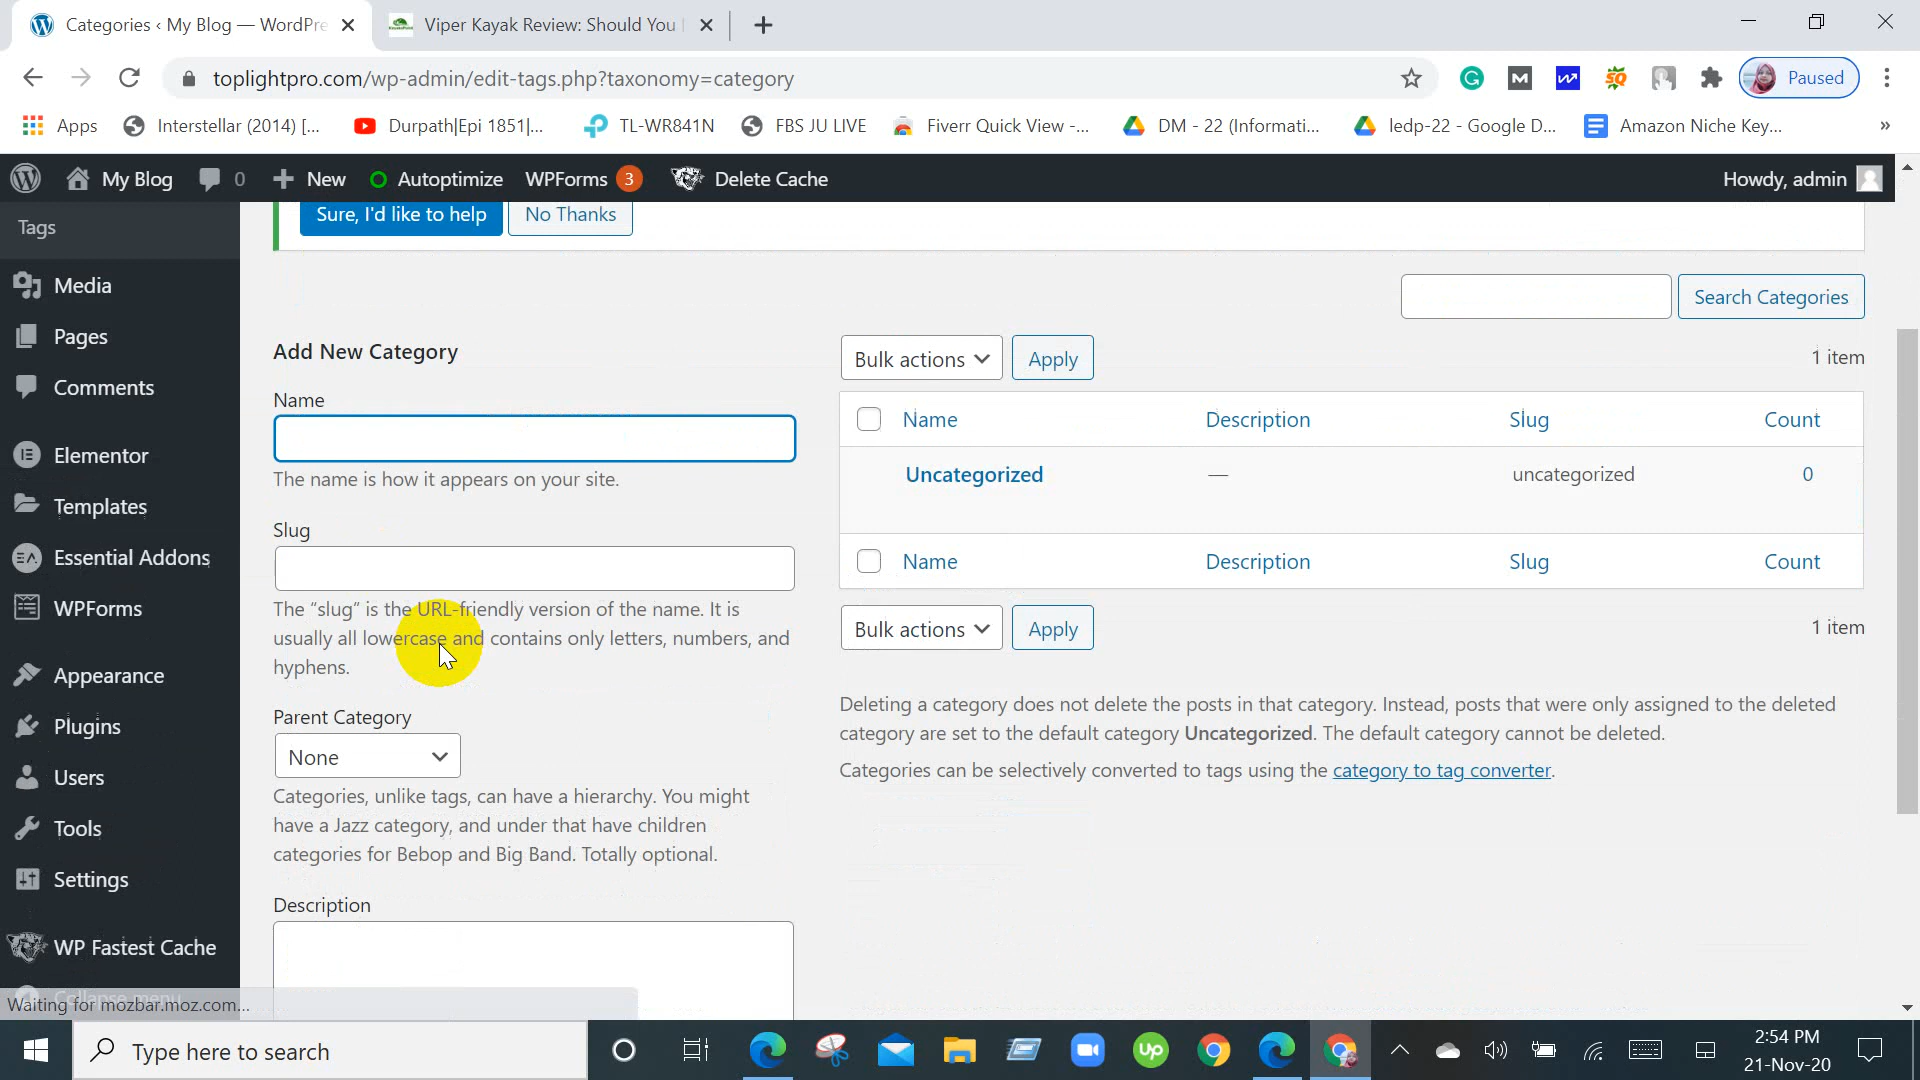 Categories ‹ My Blog — WordPre
Viper Kayak Review: Should You
toplightpro.com/wp-admin/edit-tags.php?taxonomy=category
Paused
Apps
Interstellar (2014) [...
Durpath|Epi 1851|...
TL-WR841N
FBS JU LIVE
Fiverr Quick View -...
DM - 22 (Informati...
ledp-22 - Google D...
Amazon Niche Key...
»
My Blog
0
New
Autoptimize
WPForms 3
Delete Cache
Howdy, admin
Tags
Sure, I'd like to help
No Thanks
Media
Search Categories
Pages
Add New Category
Bulk actions
Apply
1 item
Comments
Name
Name
Description
Slug
Count
Elementor
The name is how it appears on your site.
Uncategorized
—
uncategorized
0
Templates
Slug
Essential Addons
Name
Description
Slug
Count
WPForms
The “slug” is the URL-friendly version of the name. It is
usually all lowercase and contains only letters, numbers, and
hyphens.
Bulk actions
Apply
1 item
Appearance
Parent Category
None
Deleting a category does not delete the posts in that category. Instead, posts that were only assigned to the deleted
category are set to the default category Uncategorized. The default category cannot be deleted.
Plugins
Categories can be selectively converted to tags using the category to tag converter.
Users
Categories, unlike tags, can have a hierarchy. You might
have a Jazz category, and under that have children
categories for Bebop and Big Band. Totally optional.
Tools
Settings
Description
WP Fastest Cache
Collapse menu
Waiting for mozbar.moz.com...
Type here to search
2:54 PM
21-Nov-20